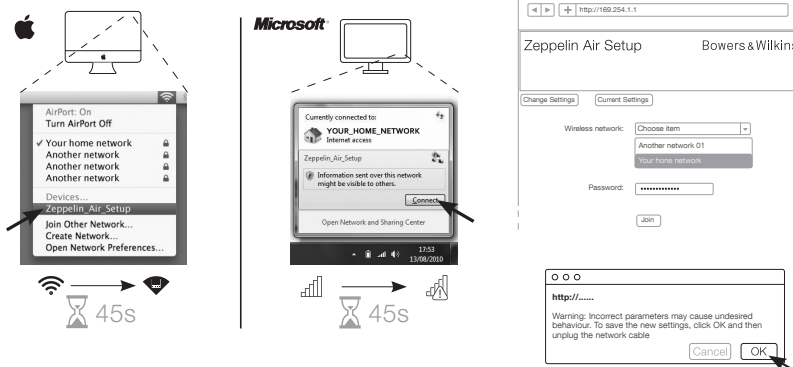 AirPort: On
Turn AirPort Off
Your home network
Another network
Another network
Another network
Devices...
Zeppelin_Air_Setup
Join Other Network...
Create Network...
Open Network Preferences...
45s
Microsoft
Currently connected to:
YOUR_HOME_NETWORK
Internet access
Zeppelin_Air_Setup
Information sent over this network
might be visible to others.
Connect
Open Network and Sharing Center
17:53
13/08/2010
45s
http://169.254.1.1
Zeppelin Air Setup Bowers & Wilkins
Change Settings Current Settings
Wireless network: Choose item
Another network 01
Your hone network
Password: •••••••••••••
Join
http://......
Warning: Incorrect parameters may cause undesired
behaviour. To save the new settings, click OK and then
unplug the network cable
Cancel OK